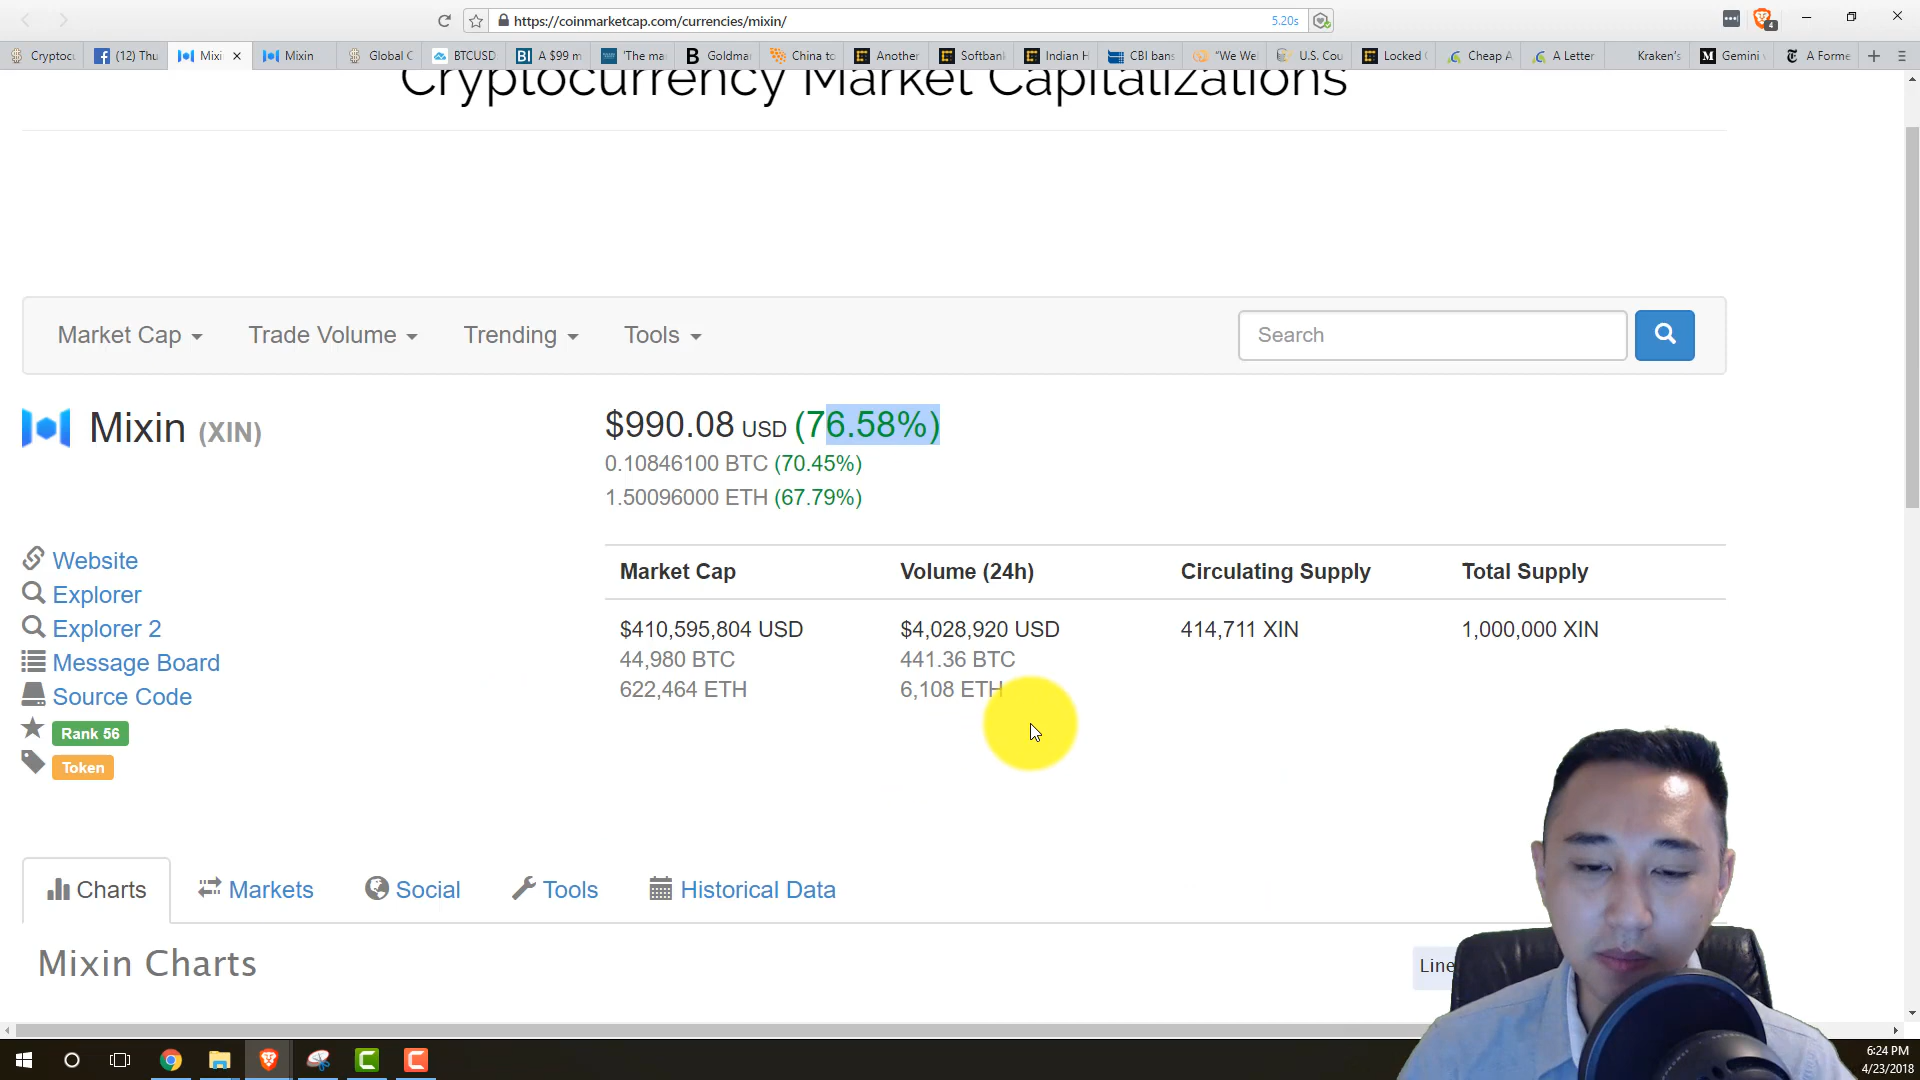 https://coinmarketcap.com/currencies/mixin/
5.20s
4
Cryptoc
(12) Thu
Mixi
Mixin
Global C
BTCUSD
BI A $99 m
'The ma
B Goldma
China to
Another
Softban
Indian H
CBI bans
"We We
U.S. Cou
Locked
Cheap A
A Letter
Kraken's
M Gemini
A Forme
Cryptocurrency Market Capitalizations
Market Cap
Trade Volume
Trending
Tools
Search
Mixin (XIN)
$990.08 USD (76.58%)
0.10846100 BTC (70.45%)
1.50096000 ETH (67.79%)
Website
Explorer
Explorer 2
Message Board
Source Code
Rank 56
Token
Market Cap Volume (24h) Circulating Supply Total Supply
$410,595,804 USD $4,028,920 USD 414,711 XIN 1,000,000 XIN
44,980 BTC 441.36 BTC
622,464 ETH 6,108 ETH
Charts
Markets
Social
Tools
Historical Data
Mixin Charts
Line
6:24 PM
4/23/2018